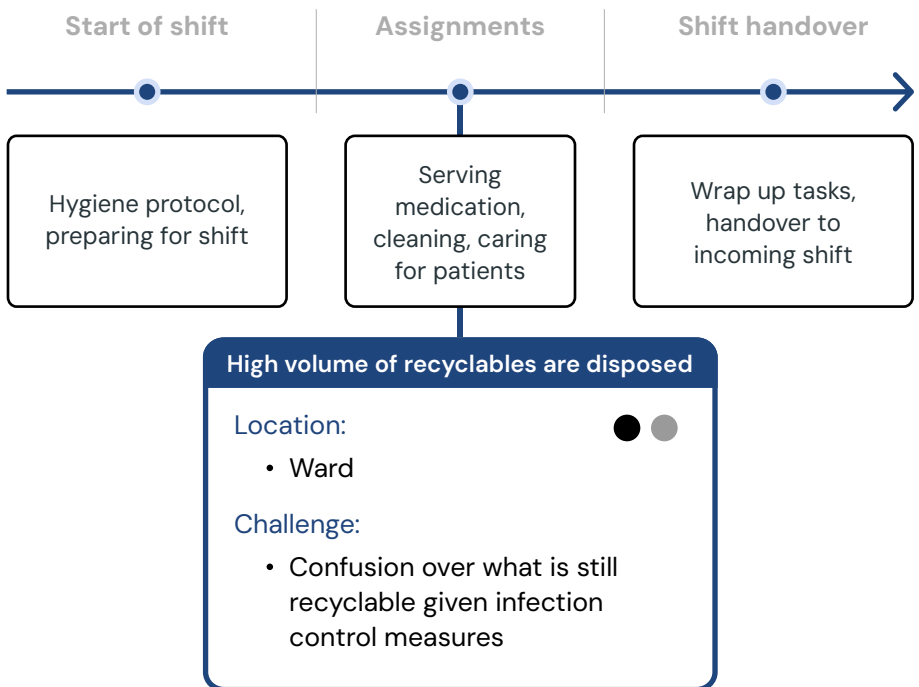 Start of shift
Assignments
Shift handover
Hygiene protocol,
preparing for shift
Serving
medication,
cleaning, caring
for patients
Wrap up tasks,
handover to
incoming shift
High volume of recyclables are disposed
Location:
• Ward
Challenge:
• Confusion over what is still
recyclable given infection
control measures